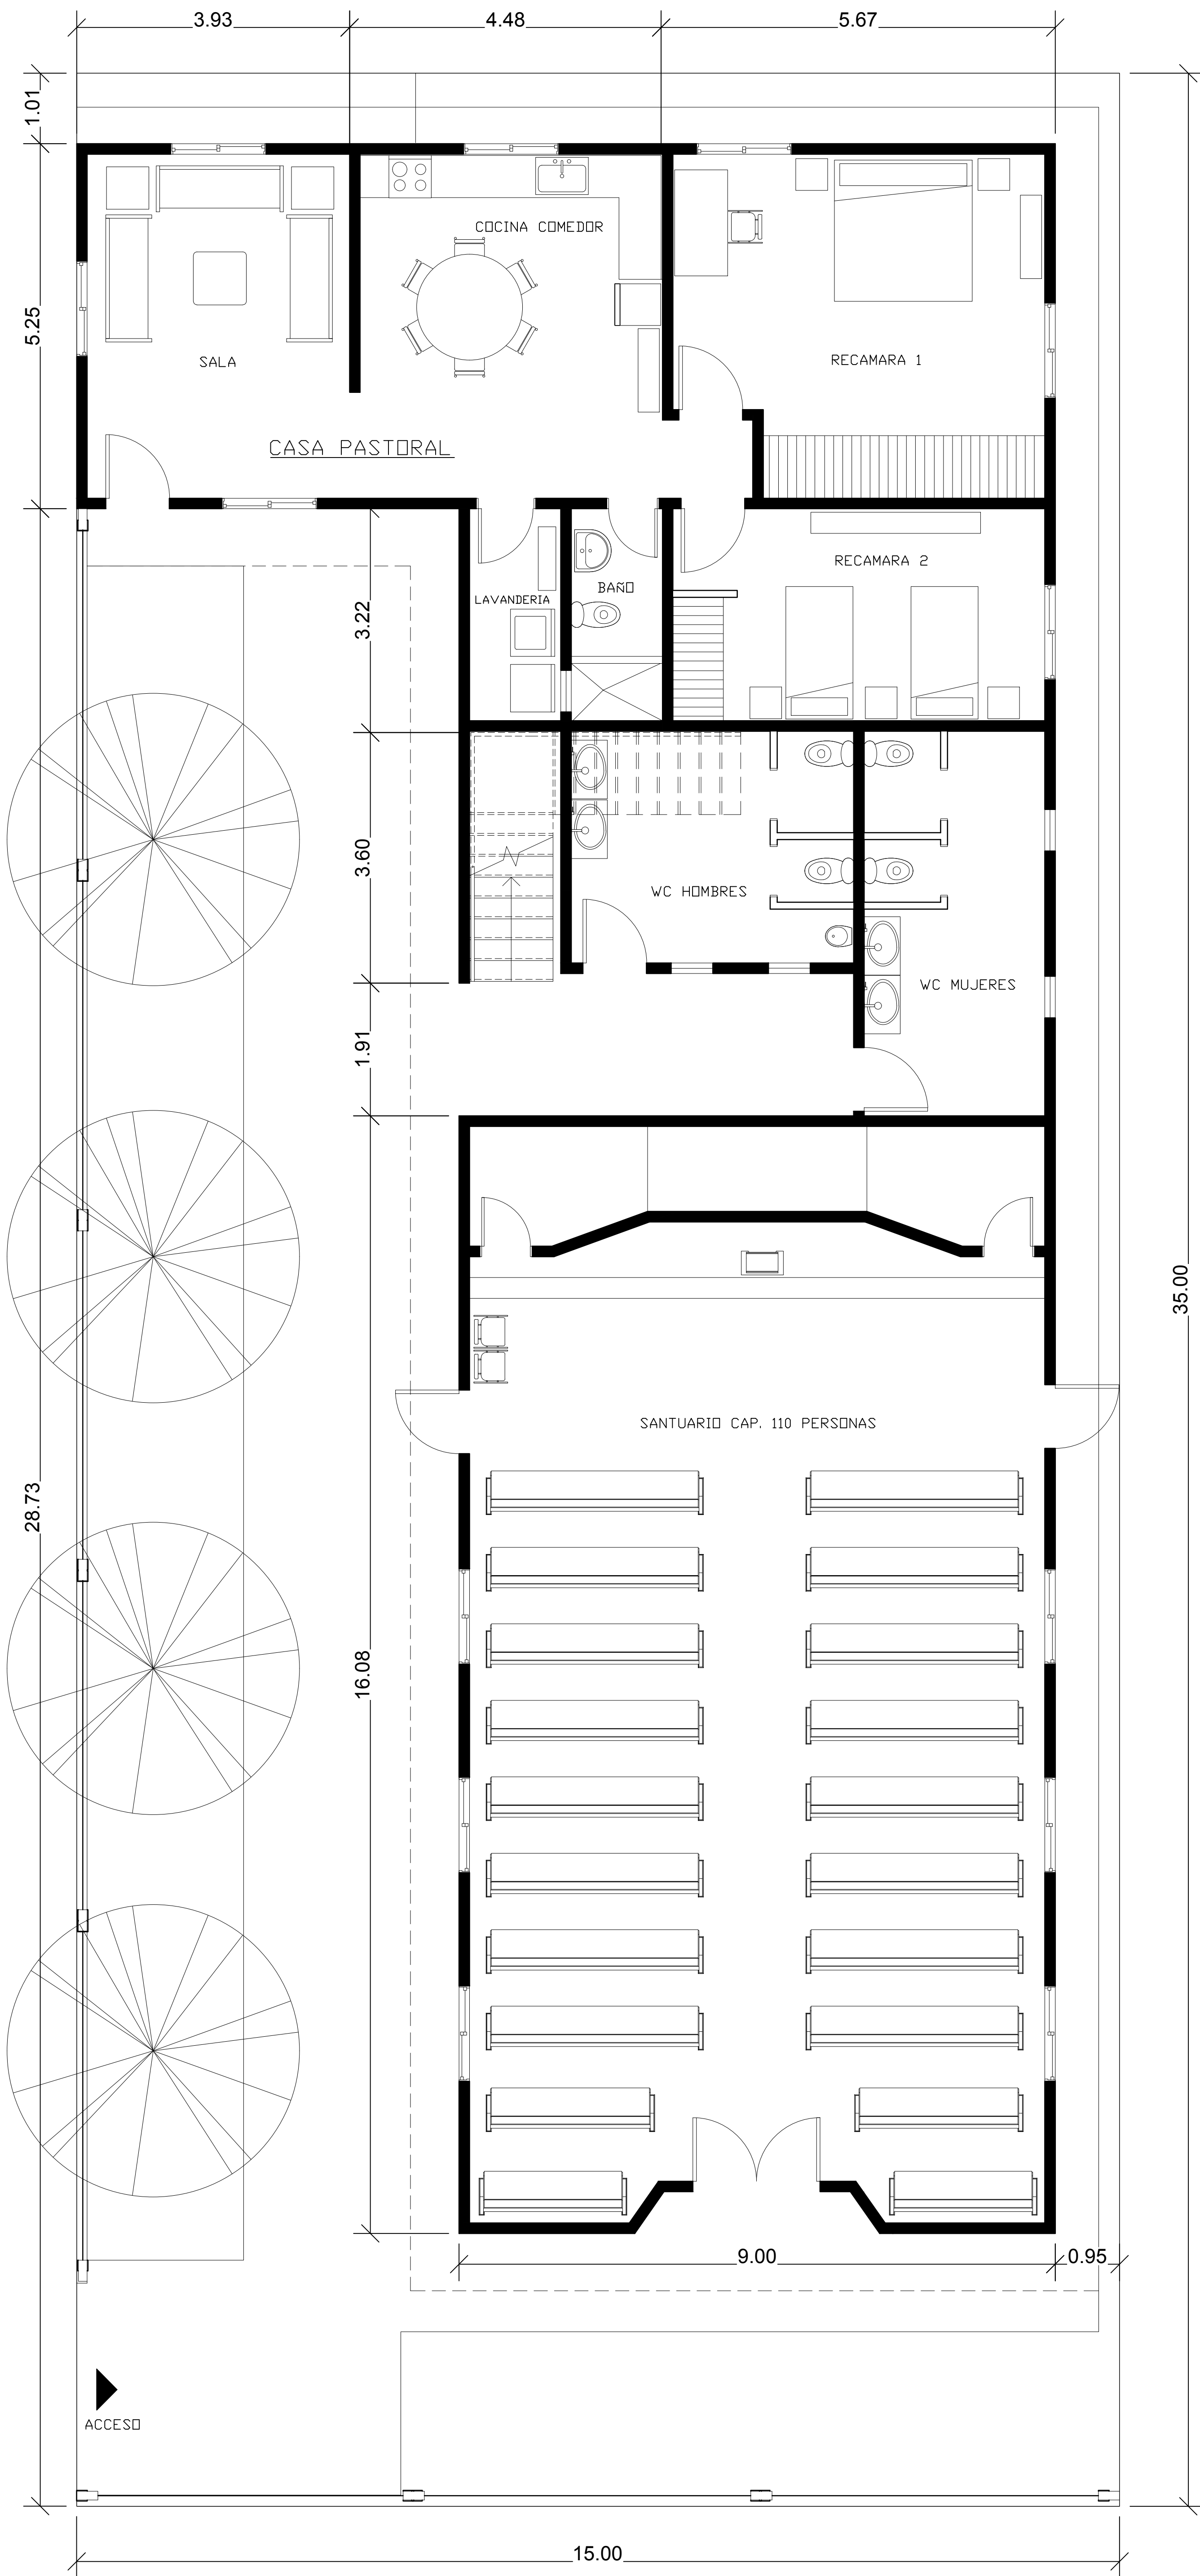 3.93
4.48
5.67
1.01
5.25
COCINA COMEDOR
SALA
RECAMARA 1
CASA PASTORAL
RECAMARA 2
BAÑO
LAVANDERIA
3.22
3.60
WC HOMBRES
WC MUJERES
1.91
35.00
SANTUARIO CAP. 110 PERSONAS
28.73
16.08
9.00
0.95
ACCESO
15.00